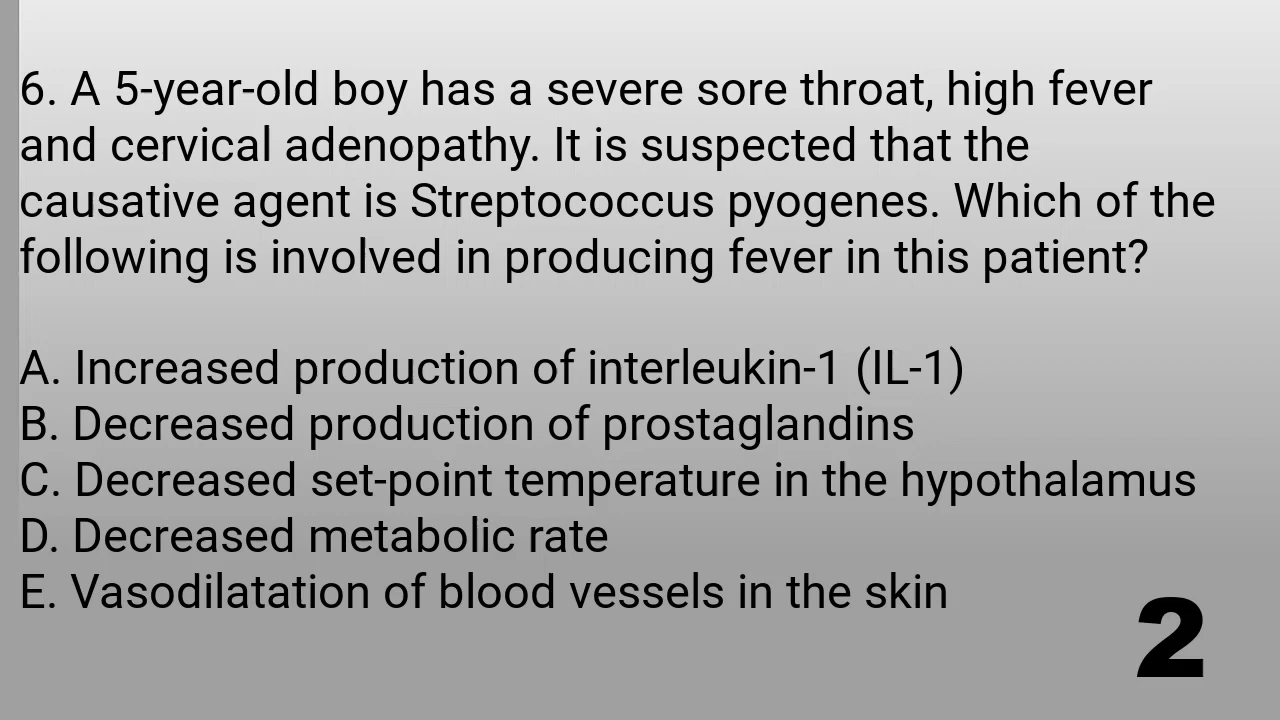 6. A 5-year-old boy has a severe sore throat, high fever
and cervical adenopathy. It is suspected that the
causative agent is Streptococcus pyogenes. Which of the
following is involved in producing fever in this patient?
A. Increased production of interleukin-1 (IL-1)
B. Decreased production of prostaglandins
C. Decreased set-point temperature in the hypothalamus
D. Decreased metabolic rate
E. Vasodilatation of blood vessels in the skin
2